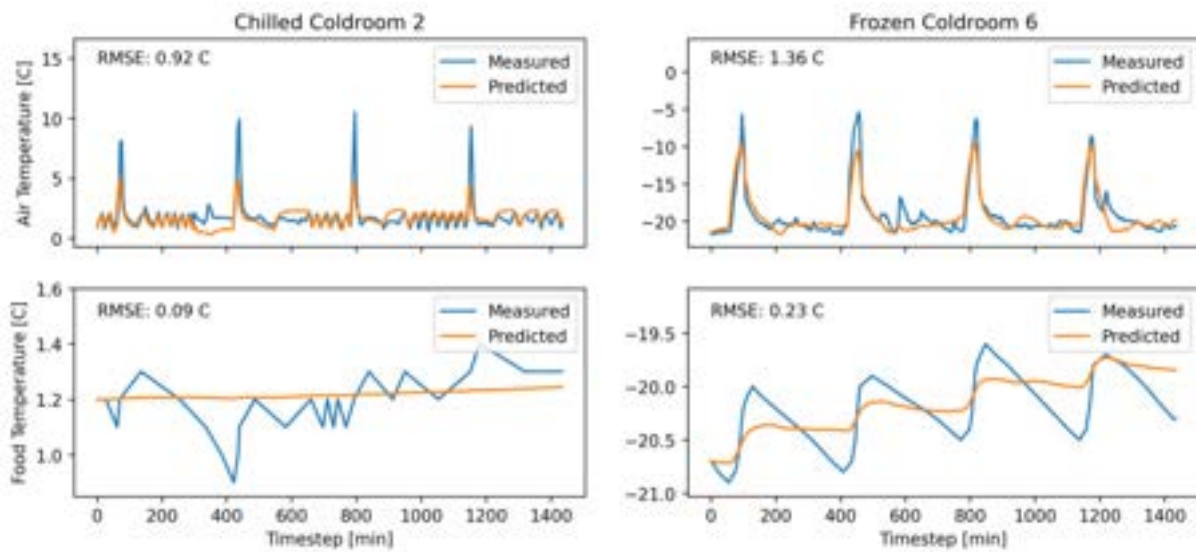 Chilled Coldroom 2
Air Temperature [C]
15
10
5
0
RMSE: 0.92 C
Measured
Predicted
Frozen Coldroom 6
0
−5
−10
−15
−20
RMSE: 1.36 C
Measured
Predicted
Food Temperature [C]
1.6
1.4
1.2
1.0
RMSE: 0.09 C
Measured
Predicted
0 200 400 600 800 1000 1200 1400
Timestep [min]
−19.5
−20.0
−20.5
−21.0
RMSE: 0.23 C
Measured
Predicted
0 200 400 600 800 1000 1200 1400
Timestep [min]